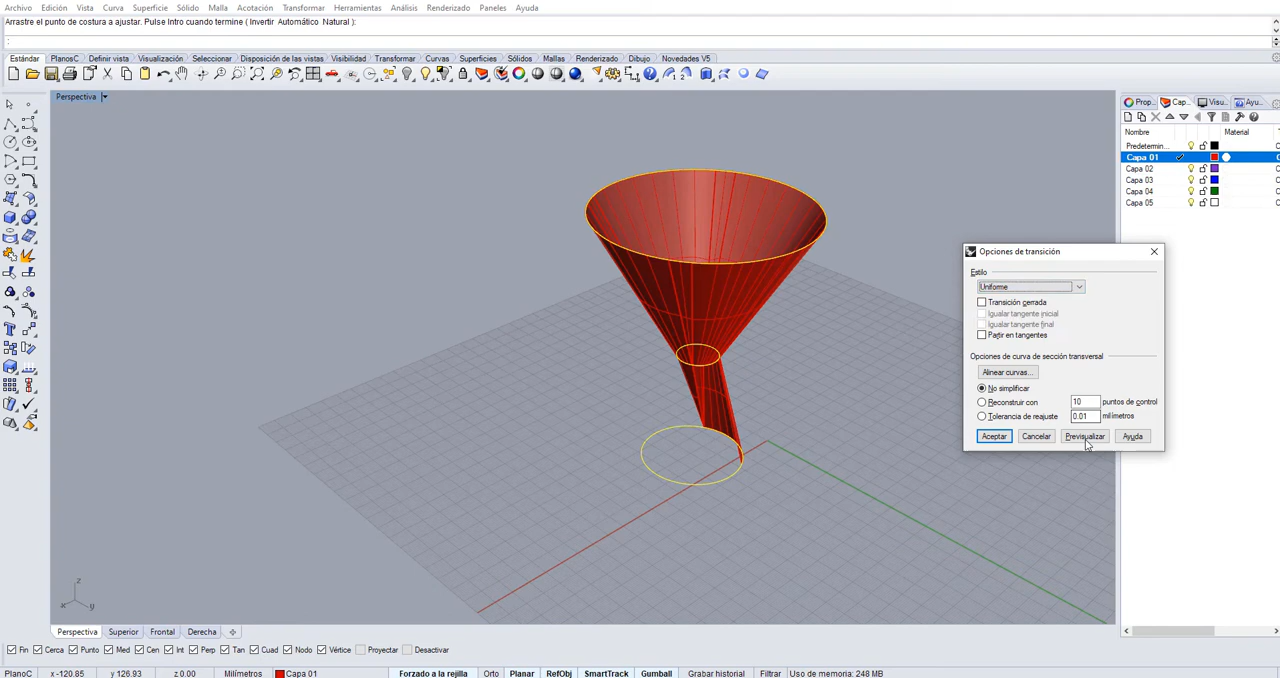 Archivo Edición Vista Curva Superficie Sólido Malla Acotación Transformar Herramientas Análisis Renderizado Paneles Ayuda
Arrastre el punto de costura a ajustar. Pulse Intro cuando termine ( Invertir Automático Natural ):
:
Estándar PlanosC Definir vista Visualización Seleccionar Disposición de las vistas Visibilidad Transformar Curvas Superficies Sólidos Mallas Renderizado Dibujo Novedades V5
Perspectiva
Prop... Cap... Visu... Ayu...
Nombre Material T
Predetermin... C
Capa 01 C
Capa 02 C
Capa 03 C
Capa 04 C
Capa 05 C
Opciones de transición
Estilo
Uniforme
Transición cerrada
Igualar tangente inicial
Igualar tangente final
Partir en tangentes
Opciones de curva de sección transversal
Alinear curvas...
No simplificar
Reconstruir con 10 puntos de control
Tolerancia de reajuste 0.01 milímetros
Aceptar Cancelar Previsualizar Ayuda
z
x y
Perspectiva Superior Frontal Derecha
Fin Cerca Punto Med Cen Int Perp Tan Cuad Nodo Vértice Proyectar Desactivar
PlanoC x -120.85 y 126.93 z 0.00 Milímetros Capa 01 Forzado a la rejilla Orto Planar RefObj SmartTrack Gumball Grabar historial Filtrar Uso de memoria: 248 MB